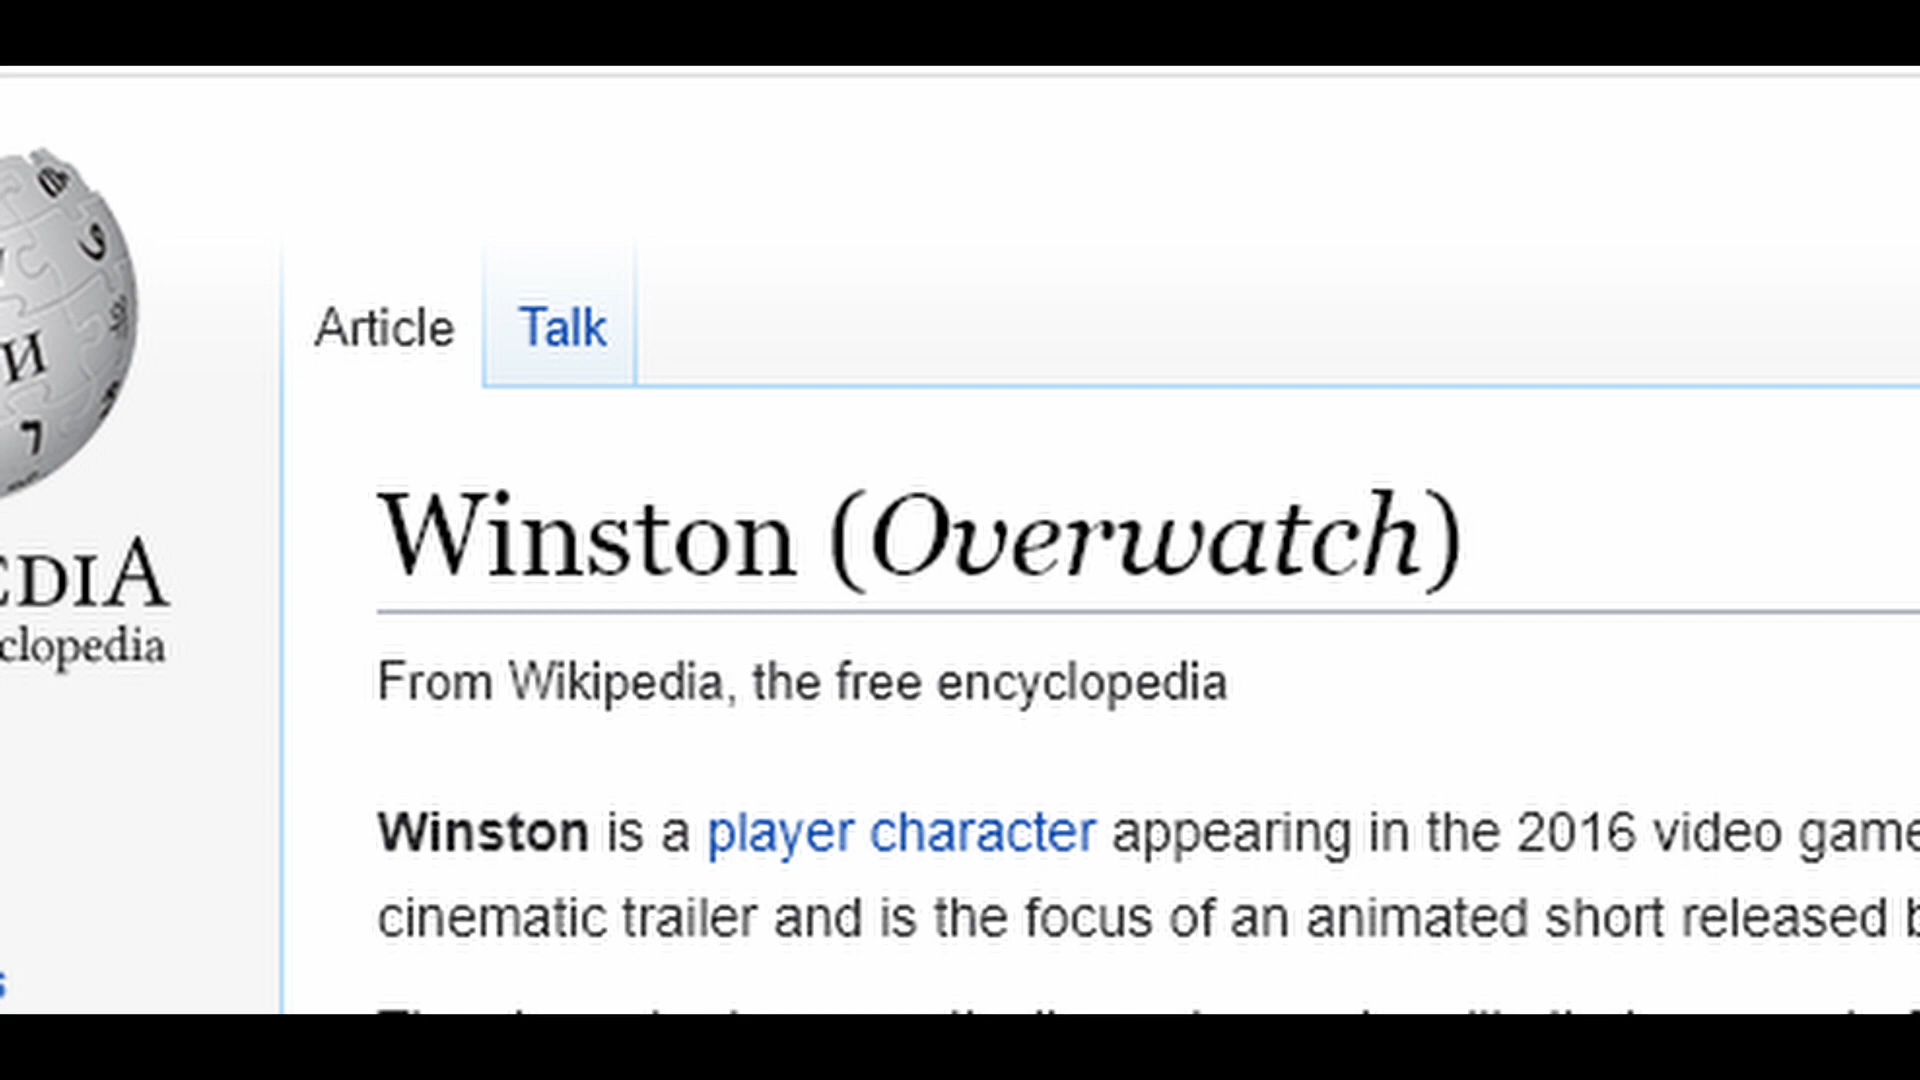 Article Talk
Winston (Overwatch)
EDIA
clopedia
From Wikipedia, the free encyclopedia
Winston is a player character appearing in the 2016 video game
cinematic trailer and is the focus of an animated short released b